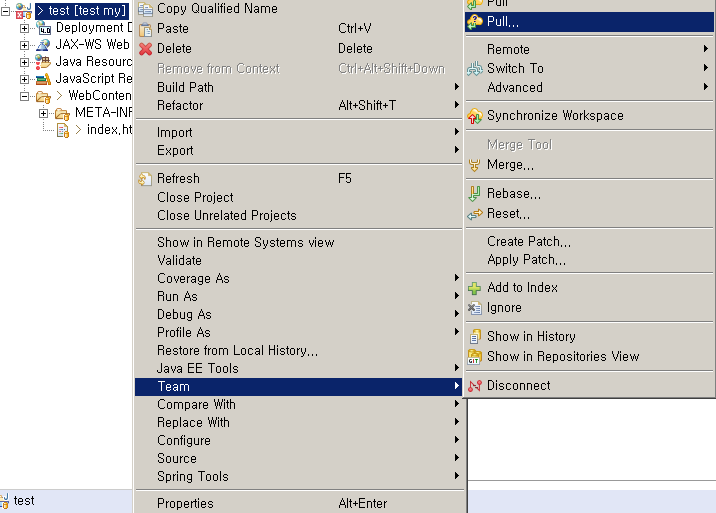 > test [test my]
Deployment D
JAX-WS Web
Java Resourc
JavaScript Re
> WebConten
META-INF
> index,ht
Copy Qualified Name
Paste Ctrl+V
Delete Delete
Remove from Context Ctrl+Alt+Shift+Down
Build Path
Refactor Alt+Shift+T
Import
Export
Refresh F5
Close Project
Close Unrelated Projects
Show in Remote Systems view
Validate
Coverage As
Run As
Debug As
Profile As
Restore from Local History...
Java EE Tools
Team
Compare With
Replace With
Configure
Source
Spring Tools
Properties Alt+Enter
Pull
Pull...
Remote
Switch To
Advanced
Synchronize Workspace
Merge Tool
Merge...
Rebase...
Reset...
Create Patch...
Apply Patch...
Add to Index
Ignore
Show in History
GIT Show in Repositories View
Disconnect
test